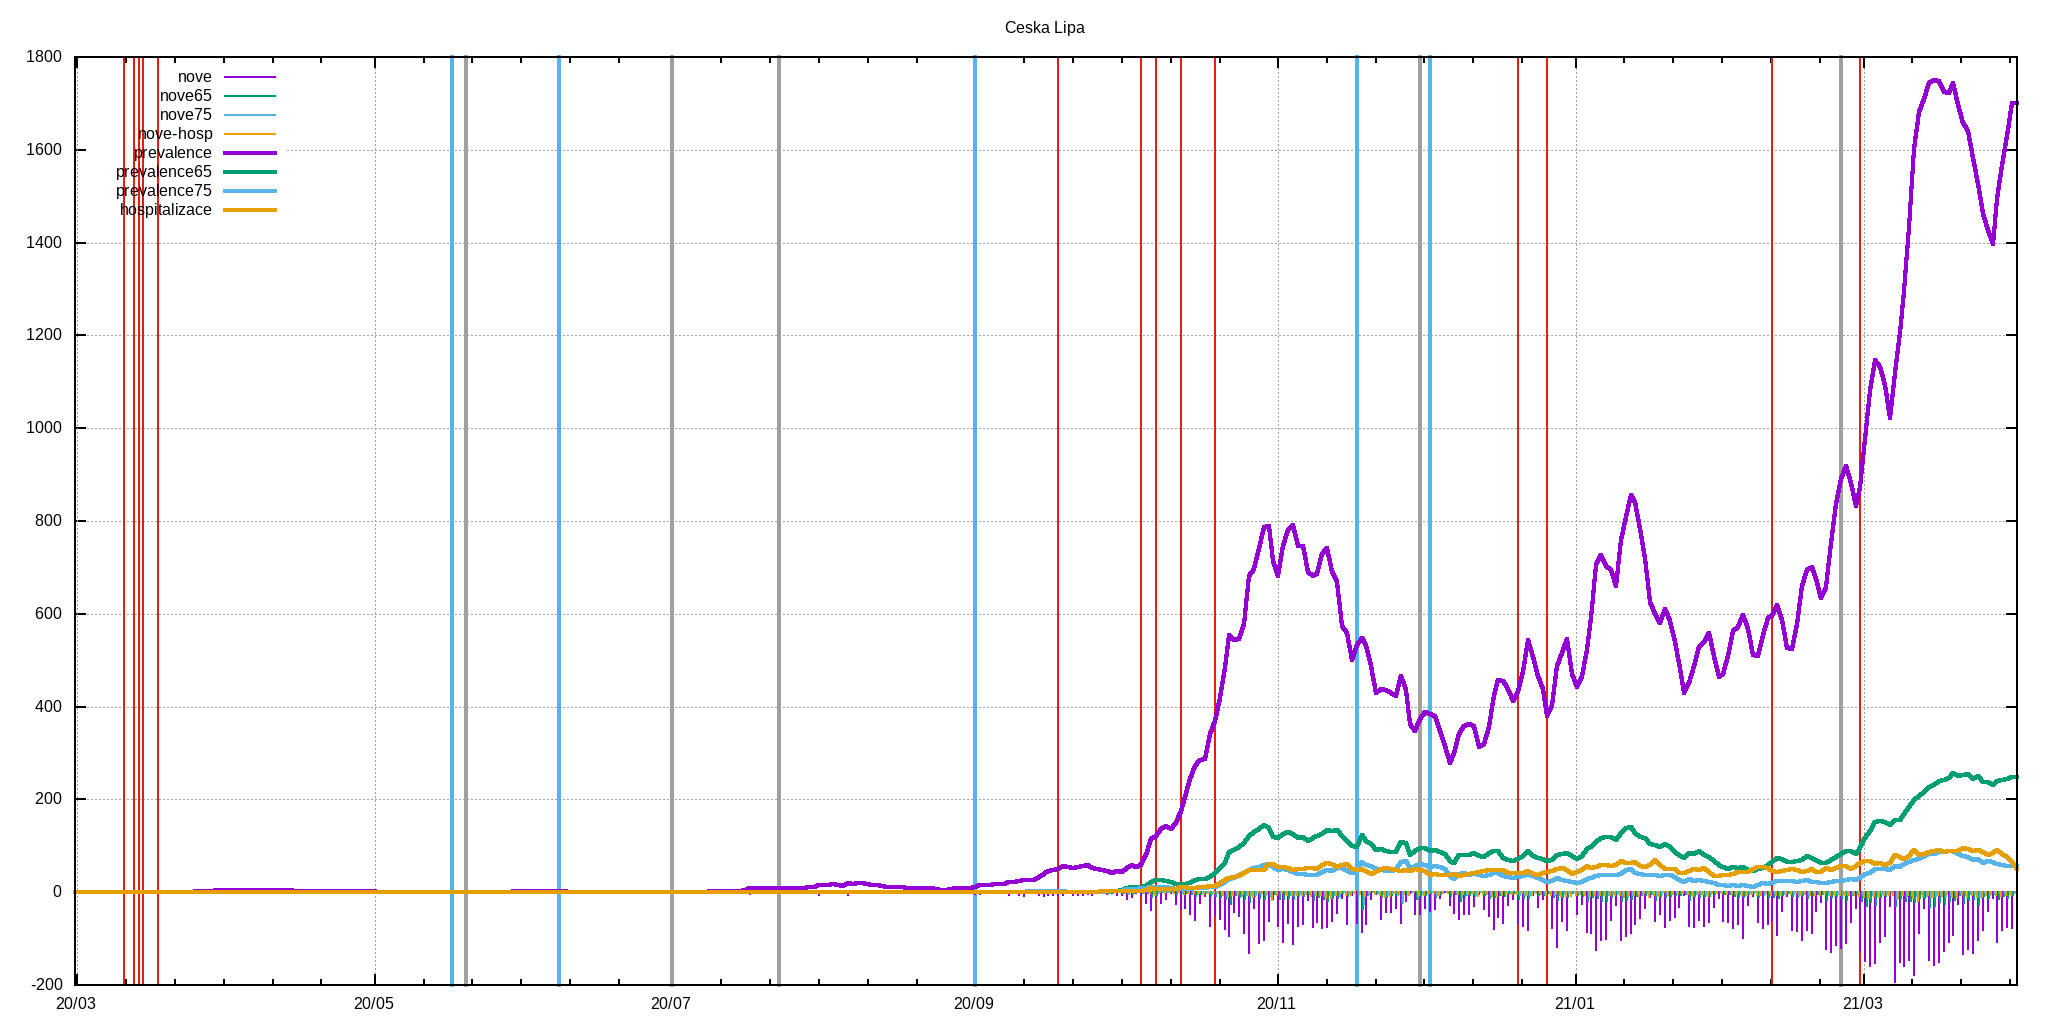 Ceska Lipa
1800
1600
1400
1200
1000
800
600
400
200
0
-200
nove
nove65
nove75
nove-hosp
prevalence
prevalence65
prevalence75
hospitalizace
20/03
20/05
20/07
20/09
20/11
21/01
21/03